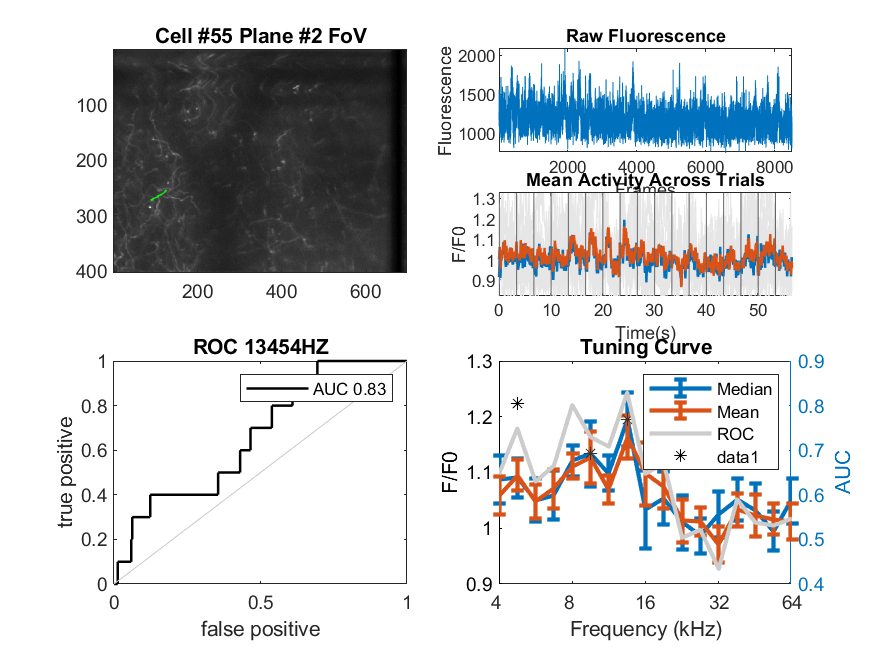 Cell #55 Plane #2 FoV
100
200
300
400
200
400
600
Raw Fluorescence
Fluorescence
2000
1500
1000
2000
4000
6000
8000
Frames
Mean Activity Across Trials
F/F0
1.3
1.2
1.1
1
0.9
0
10
20
30
40
50
Time(s)
ROC 13454HZ
true positive
1
0.8
0.6
0.4
0.2
0
AUC 0.83
0
0.5
1
false positive
Tuning Curve
F/F0
1.3
1.2
1.1
1
0.9
Median
Mean
ROC
data1
0.9
0.8
0.7
0.6
0.5
0.4
AUC
4
8
16
32
64
Frequency (kHz)